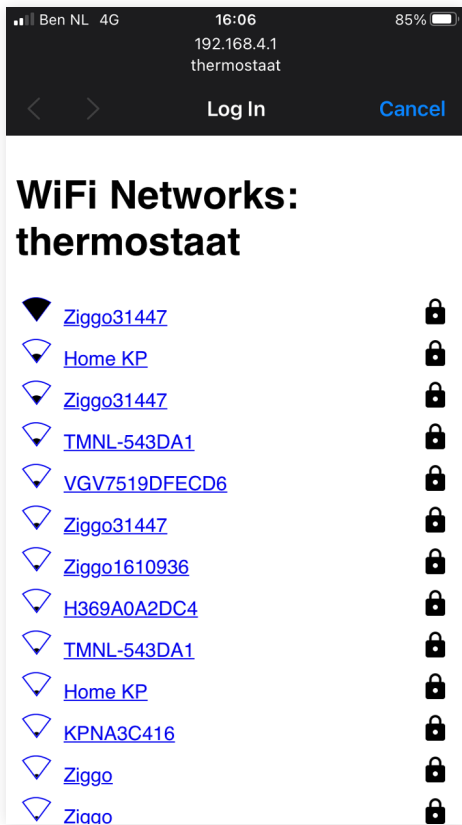 Ben NL 4G 16:06 85%
192.168.4.1
thermostaat
Log In Cancel
WiFi Networks:
thermostaat
Ziggo31447
Home KP
Ziggo31447
TMNL-543DA1
VGV7519DFECD6
Ziggo31447
Ziggo1610936
H369A0A2DC4
TMNL-543DA1
Home KP
KPNA3C416
Ziggo
Ziggo